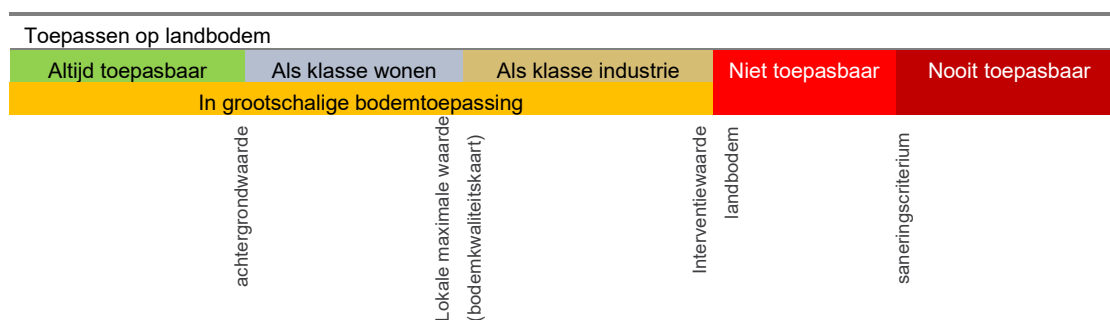 Toepassen op landbodem
Altijd toepasbaar
Als klasse wonen
Als klasse industrie
Niet toepasbaar
Nooit toepasbaar
In grootschalige bodemtoepassing
achtergrondwaarde
Lokale maximale waarde
(bodemkwaliteitskaart)
Interventiewaarde
landbodem
saneringscriterium